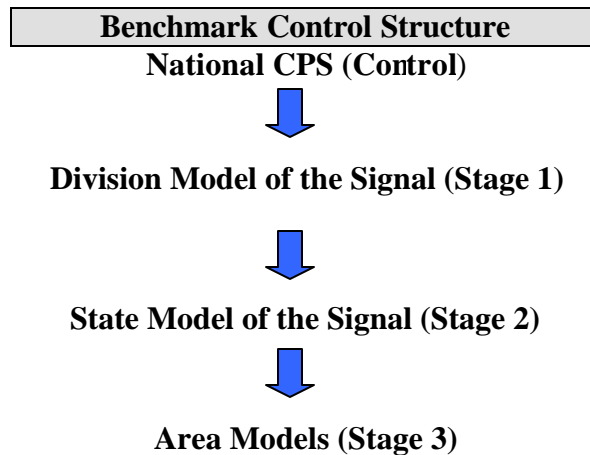 Benchmark Control Structure
National CPS (Control)
Division Model of the Signal (Stage 1)
State Model of the Signal (Stage 2)
Area Models (Stage 3)